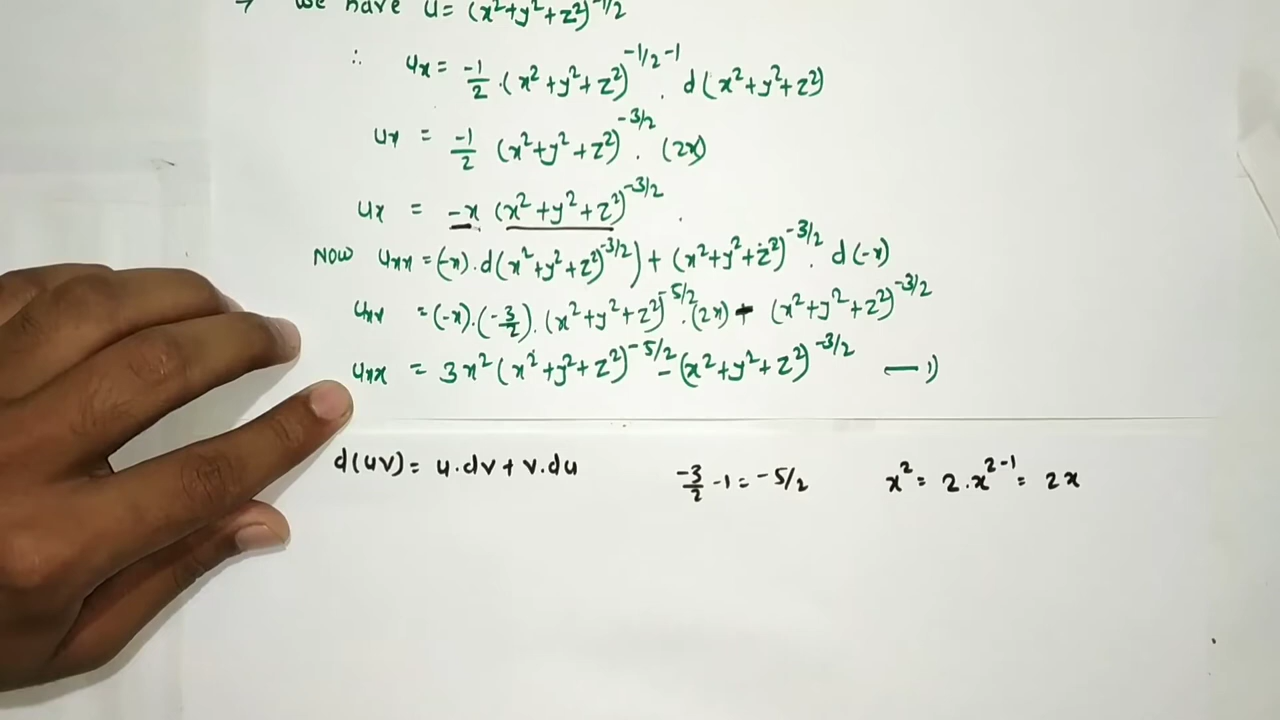 → We have u = (x²+y²+z²)^-1/2
∴ ux = -1/2 . (x²+y²+z²)^-1/2-1 . d(x²+y²+z²)
ux = -1/2 (x²+y²+z²)^-3/2 . (2x)
ux = -x (x²+y²+z²)^-3/2 .
Now uxx = (-x).d(x²+y²+z²)^-3/2) + (x²+y²+z²)^-3/2 . d(-x)
uxx = (-x).(-3/2).(x²+y²+z²)^-5/2.(2x) - (x²+y²+z²)^-3/2
uxx = 3x²(x²+y²+z²)^-5/2 - (x²+y²+z²)^-3/2 — 1)
d(uv) = u.dv + v.du -3/2 -1 = -5/2 x² = 2.x^2-1 = 2x